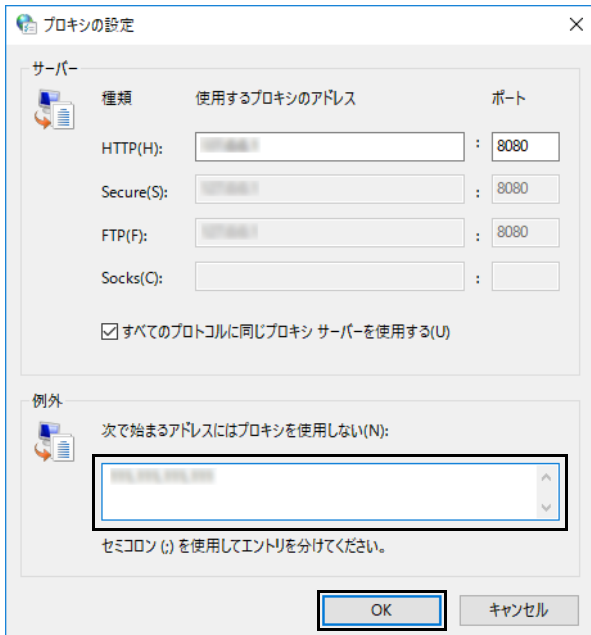 プロキシの設定
サーバー
種類 使用するプロキシのアドレス ポート
HTTP(H): : 8080
Secure(S): : 8080
FTP(F): : 8080
Socks(C): :
すべてのプロトコルに同じプロキシ サーバーを使用する(U)
例外
次で始まるアドレスにはプロキシを使用しない(N):
セミコロン (;) を使用してエントリを分けてください。
OK キャンセル